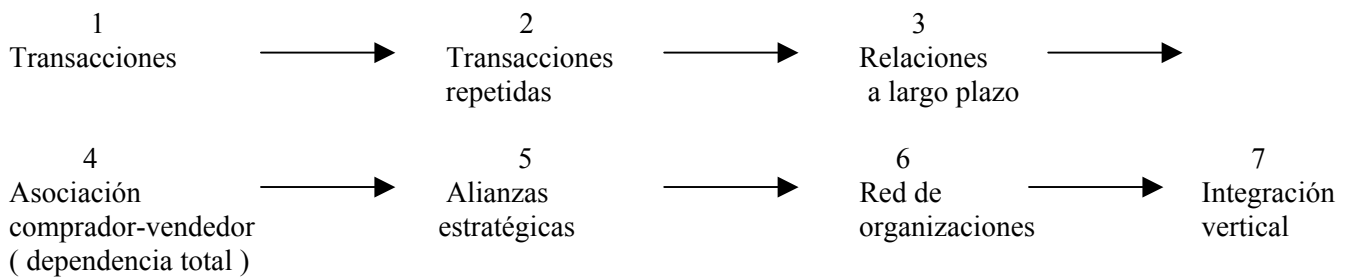 1 2 3
Transacciones Transacciones Relaciones
repetidas a largo plazo
4 5 6 7
Asociación Alianzas Red de Integración
comprador-vendedor estratégicas organizaciones vertical
( dependencia total )